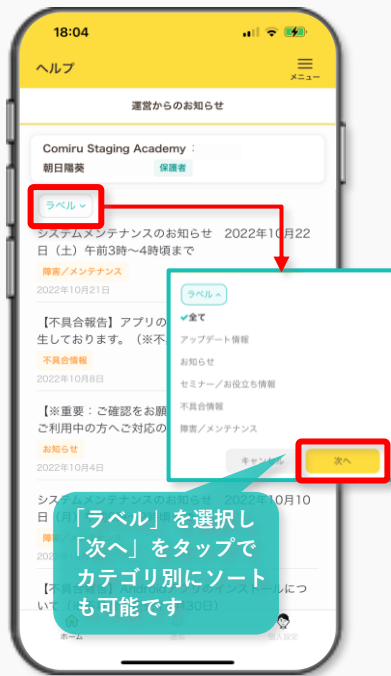 18:04
ヘルプ
メニュー
運営からのお知らせ
Comiru Staging Academy :
朝日陽葵
保護者
ラベル
システムメンテナンスのお知らせ 2022年10月22
日（土）午前3時〜4時頃まで
障害／メンテナンス
2022年10月21日
【不具合報告】アプリの
生しております。（※不
不具合情報
2022年10月8日
【※重要：ご確認をお願
ご利用中の方へご対応の
お知らせ
2022年10月4日
ラベル
全て
アップデート情報
お知らせ
セミナー／お役立ち情報
不具合情報
障害／メンテナンス
キャンセル
次へ
システムメンテナンスのお知らせ 2022年10月10
日（月）
「ラベル」を選択し
「次へ」をタップで
カテゴリ別にソート
も可能です
ホーム
個人設定